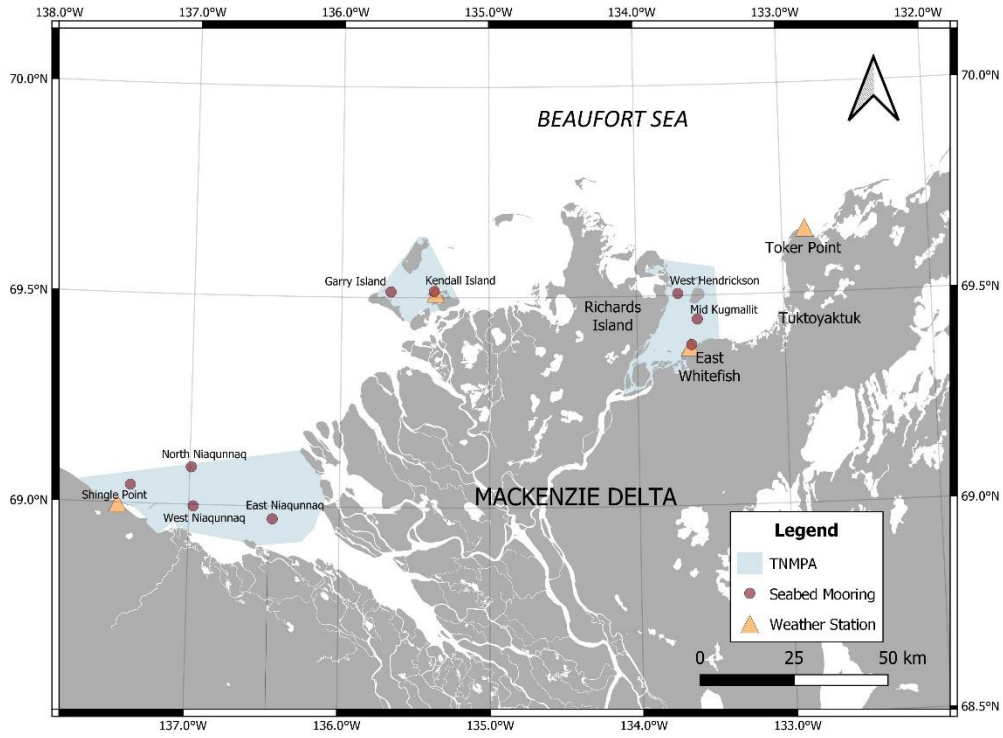 138.0°W 137.0°W 136.0°W 135.0°W 134.0°W 133.0°W 132.0°W
70.0°N
70.0°N
BEAUFORT SEA
Toker Point
Garry Island
Kendall Island
West Hendrickson
69.5°N
69.5°N
Richards
Island
Mid Kugmallit
Tuktoyaktuk
East
Whitefish
North Niaqunnaq
Shingle Point
69.0°N
69.0°N
West Niaqunnaq
East Niaqunnaq
MACKENZIE DELTA
Legend
TNMPA
Seabed Mooring
Weather Station
0 25 50 km
68.5°N
137.0°W 136.0°W 135.0°W 134.0°W 133.0°W